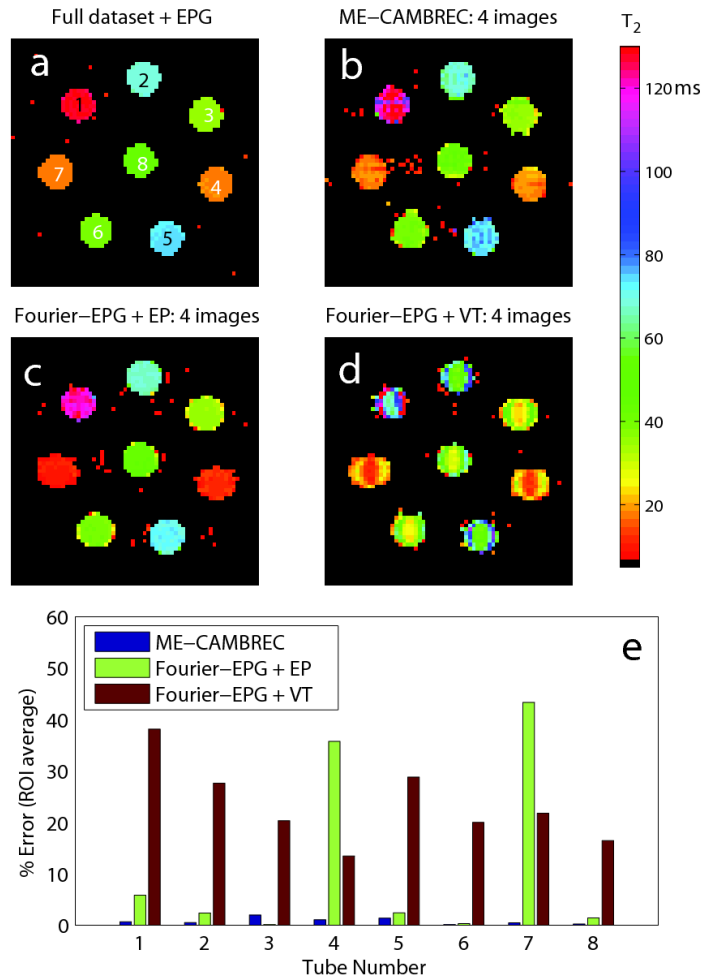 Full dataset + EPG
ME−CAMBREC: 4 images
T2
a
1
2
3
4
5
6
7
8
b
120 ms
100
80
60
40
20
Fourier−EPG + EP: 4 images
Fourier−EPG + VT: 4 images
c
d
e
ME−CAMBREC
Fourier−EPG + EP
Fourier−EPG + VT
% Error (ROI average)
60
50
40
30
20
10
0
1 2 3 4 5 6 7 8
Tube Number